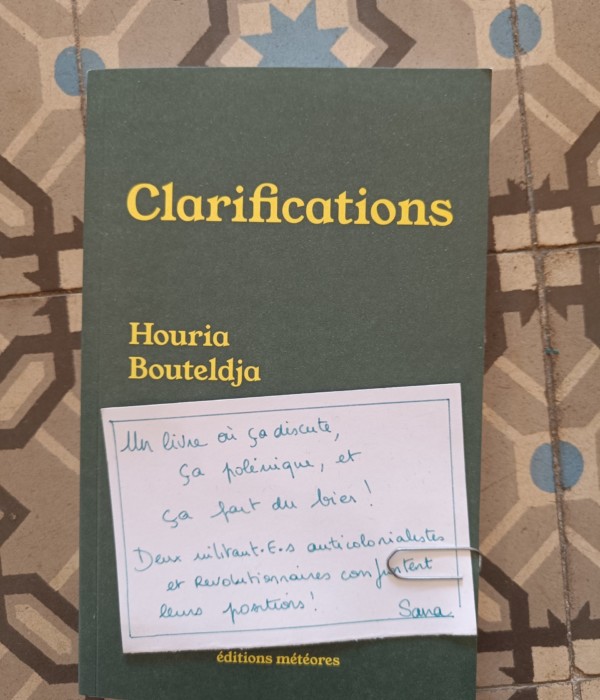 Clarifications
Houria
Bouteldja
Un livre où ça discute,
ça polémique, et
ça fait du bien !
Deux militant.E.s anticolonialistes
et Revolutionnaires confrontent
leurs positions !
Sana.
éditions météores